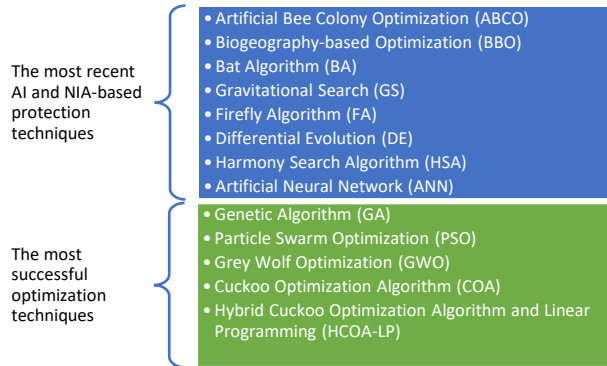 The most recent
AI and NIA-based
protection
techniques
• Artificial Bee Colony Optimization (ABCO)
• Biogeography-based Optimization (BBO)
• Bat Algorithm (BA)
• Gravitational Search (GS)
• Firefly Algorithm (FA)
• Differential Evolution (DE)
• Harmony Search Algorithm (HSA)
• Artificial Neural Network (ANN)
The most
successful
optimization
techniques
• Genetic Algorithm (GA)
• Particle Swarm Optimization (PSO)
• Grey Wolf Optimization (GWO)
• Cuckoo Optimization Algorithm (COA)
• Hybrid Cuckoo Optimization Algorithm and Linear
Programming (HCOA-LP)